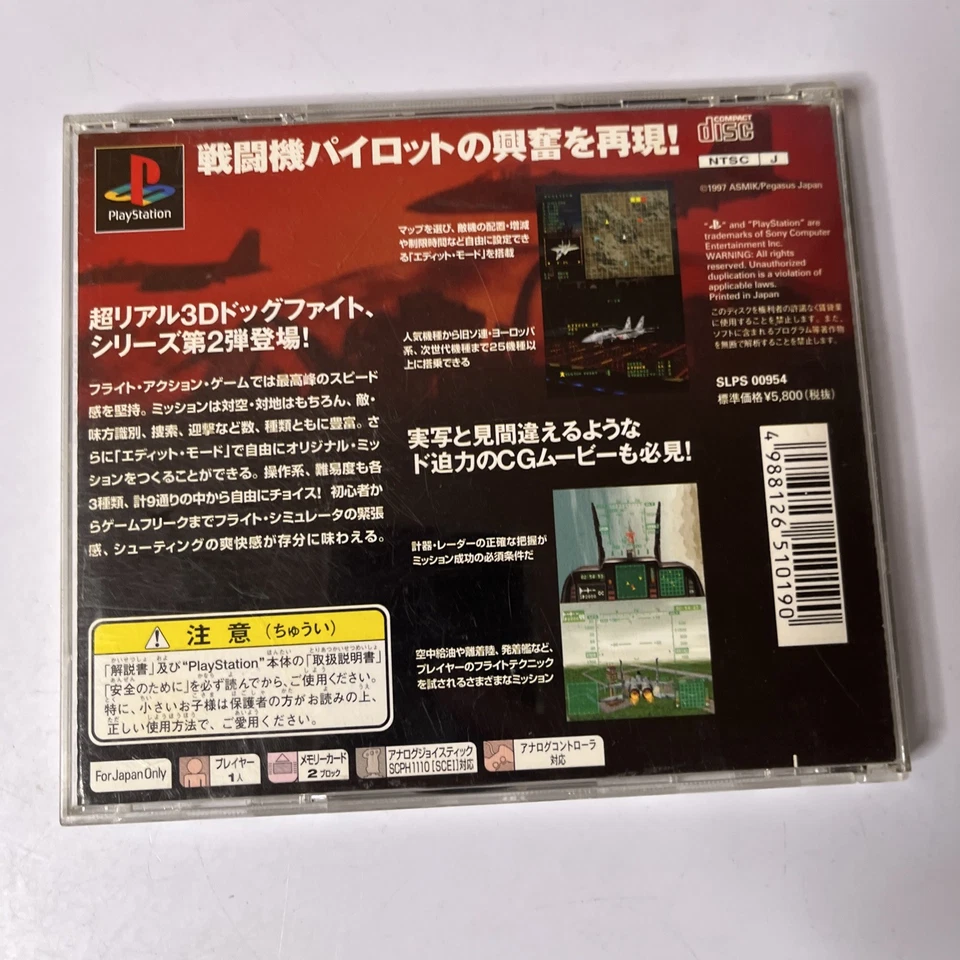 戦闘機パイロットの興奮を再現!
PlayStation
COMPACT
disc
NTSC J
©1997 ASMIK/Pegasus Japan
" " and "PlayStation" are
trademarks of Sony Computer
Entertainment Inc.
WARNING: All rights
reserved. Unauthorized
duplication is a violation of
applicable laws.
Printed in Japan
このディスクを権利者の許諾なく賃貸業
に使用することを禁止します。また、
ソフトに含まれるプログラム等著作物
を無断で解析することも禁止します。
SLPS 00954
標準価格¥5,800(税抜)
4 988126 510190
マップを選び、敵機の配置・増減
や制限時間など自由に設定でき
る「エディット・モード」を搭載
超リアル3Dドッグファイト、
シリーズ第2弾登場!
人気機種から旧ソ連・ヨーロッパ
系、次世代機種まで25機種以
上に搭乗できる
フライト・アクション・ゲームでは最高峰のスピード
感を堅持。ミッションは対空・対地はもちろん、敵・
味方識別、捜索、迎撃など数、種類ともに豊富。さ
らに「エディット・モード」で自由にオリジナル・ミッ
ションをつくることができる。操作系、難易度も各
3種類、計9通りの中から自由にチョイス! 初心者か
らゲームフリークまでフライト・シミュレータの緊張
感、シューティングの爽快感が存分に味わえる。
実写と見間違えるような
ド迫力のCGムービーも必見!
計器・レーダーの正確な把握が
ミッション成功の必須条件だ
空中給油や離着陸、発着艦など、
プレイヤーのフライトテクニック
を試されるさまざまなミッション
注意(ちゅうい)
「解説書」及び"PlayStation"本体の「取扱説明書」
「安全のために」を必ず読んでから、ご使用ください。
特に、小さいお子様は保護者の方がお読みの上、
正しい使用方法で、ご愛用ください。
For Japan Only
プレイヤー
1人
メモリーカード
2ブロック
アナログジョイスティック
SCPH1110[SCEI]対応
アナログコントローラ
対応